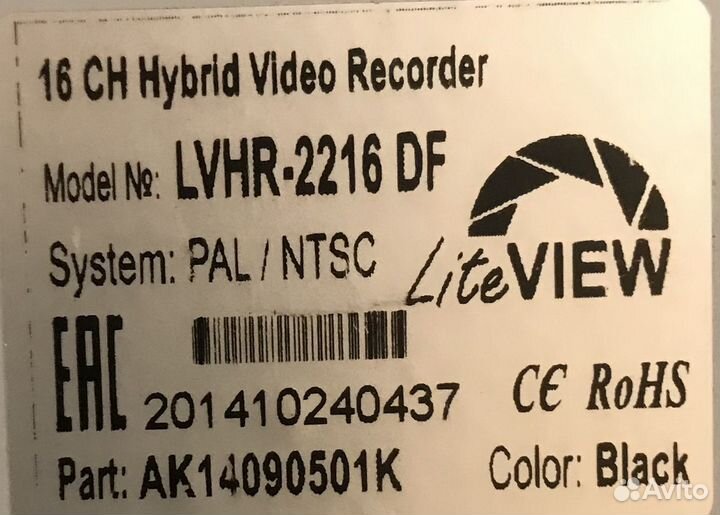 16 CH Hybrid Video Recorder
Model №: LVHR-2216 DF
System: PAL / NTSC
LiteVIEW
EAC
201410240437
CE RoHS
Part: AK14090501K
Color: Black
Avito